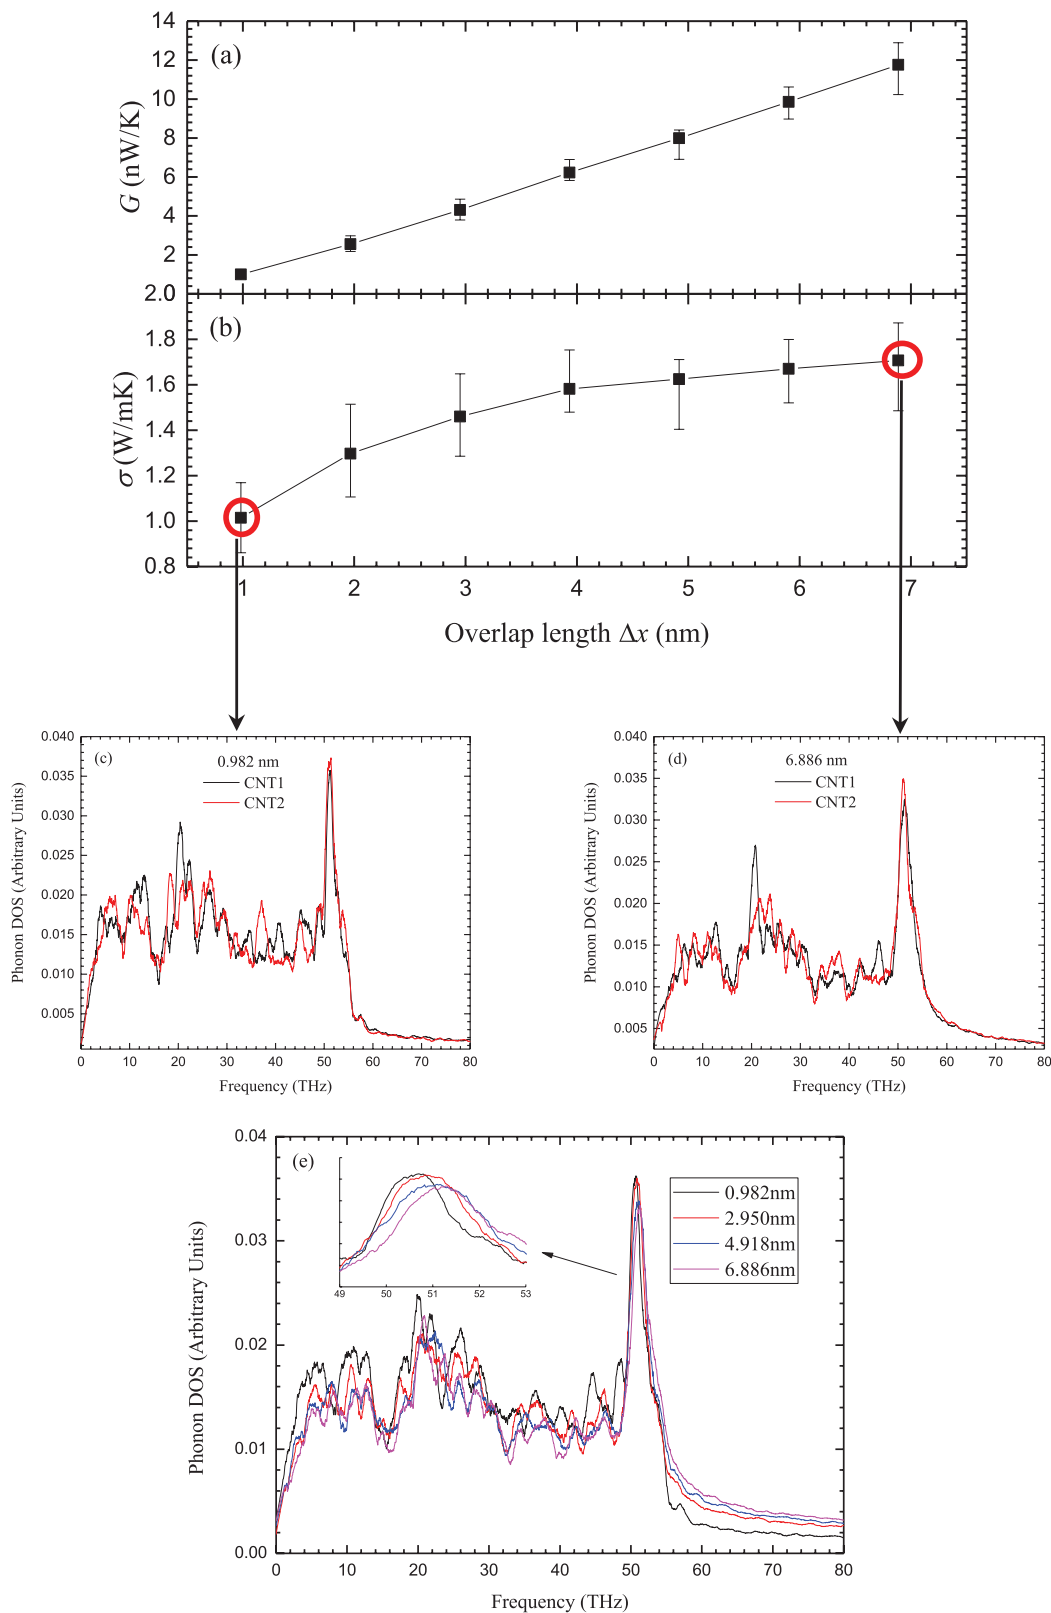 14
12
10
8
6
4
2
0
G (nW/K)
(a)
2.0
1.8
1.6
1.4
1.2
1.0
0.8
σ (W/mK)
(b)
1 2 3 4 5 6 7
Overlap length Δx (nm)
0.040
0.035
0.030
0.025
0.020
0.015
0.010
0.005
Phonon DOS (Arbitrary Units)
(c)
0.982 nm
CNT1
CNT2
0 10 20 30 40 50 60 70 80
Frequency (THz)
0.040
0.035
0.030
0.025
0.020
0.015
0.010
0.005
Phonon DOS (Arbitrary Units)
(d)
6.886 nm
CNT1
CNT2
0 10 20 30 40 50 60 70 80
Frequency (THz)
0.04
0.03
0.02
0.01
0.00
Phonon DOS (Arbitrary Units)
(e)
49 50 51 52 53
0.982nm
2.950nm
4.918nm
6.886nm
0 10 20 30 40 50 60 70 80
Frequency (THz)